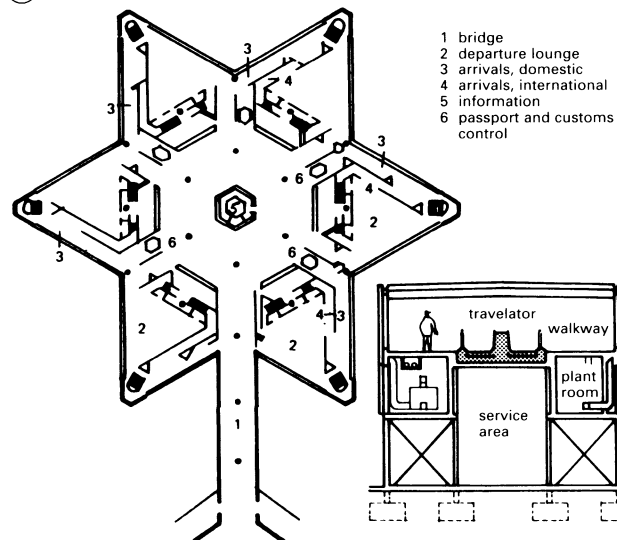 1 bridge
2 departure lounge
3 arrivals, domestic
4 arrivals, international
5 information
6 passport and customs
control
3
4
3
3
6
4
2
5
6
6
3
2
4
3
2
1
travelator
walkway
plant
room
service
area